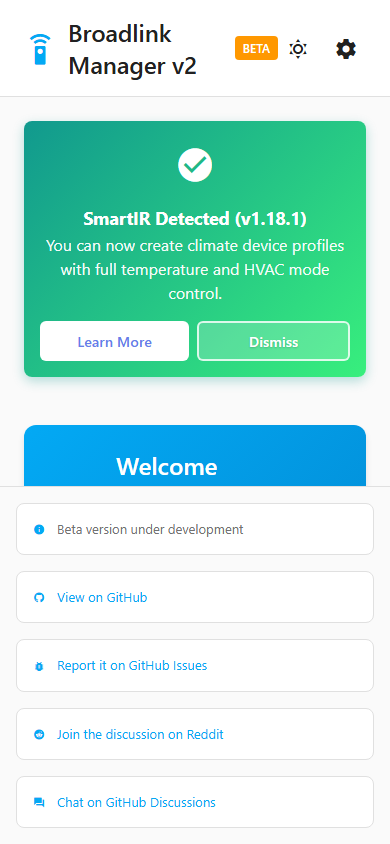 Broadlink
Manager v2
BETA
SmartIR Detected (v1.18.1)
You can now create climate device profiles
with full temperature and HVAC mode
control.
Learn More
Dismiss
Welcome
Beta version under development
View on GitHub
Report it on GitHub Issues
Join the discussion on Reddit
Chat on GitHub Discussions